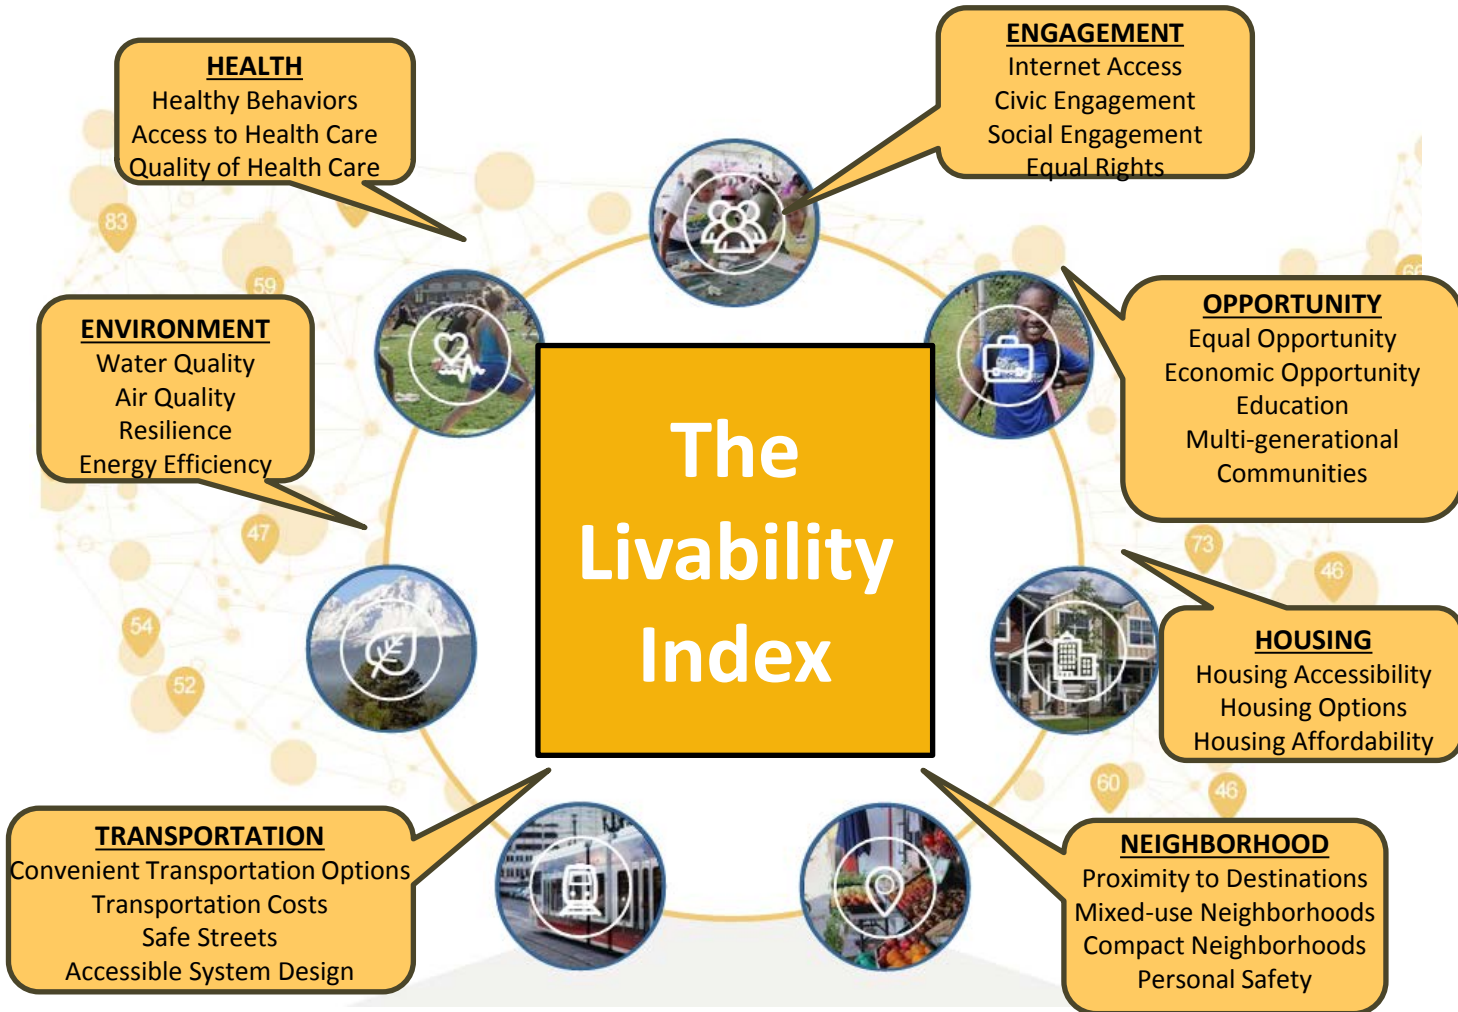 ENGAGEMENT
Internet Access
Civic Engagement
Social Engagement
Equal Rights
HEALTH
Healthy Behaviors
Access to Health Care
Quality of Health Care
83
59
66
OPPORTUNITY
Equal Opportunity
Economic Opportunity
Education
Multi-generational
Communities
ENVIRONMENT
Water Quality
Air Quality
Resilience
Energy Efficiency
The
Livability
Index
47
54
52
73
46
HOUSING
Housing Accessibility
Housing Options
Housing Affordability
60
46
TRANSPORTATION
Convenient Transportation Options
Transportation Costs
Safe Streets
Accessible System Design
NEIGHBORHOOD
Proximity to Destinations
Mixed-use Neighborhoods
Compact Neighborhoods
Personal Safety